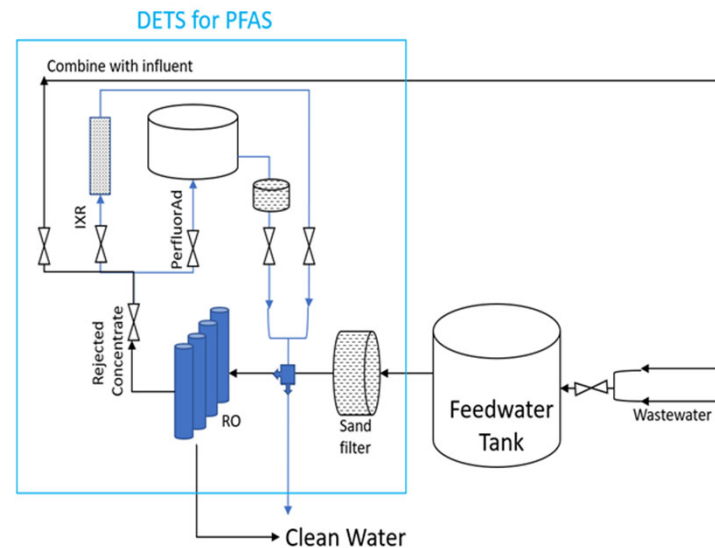 DETS for PFAS
Combine with influent
IXR
PerfluorAd
Rejected
Concentrate
RO
Sand
filter
Feedwater
Tank
Wastewater
Clean Water